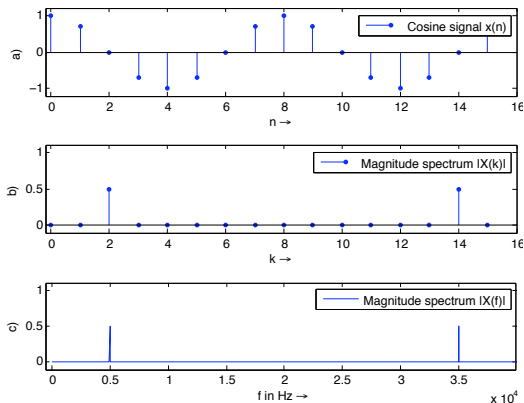 1
0
−1
a)
Cosine signal x(n)
0 2 4 6 8 10 12 14 16
n →
1
0.5
0
b)
Magnitude spectrum |X(k)|
0 2 4 6 8 10 12 14 16
k →
1
0.5
0
c)
Magnitude spectrum |X(f)|
0 0.5 1 1.5 2 2.5 3 3.5
f in Hz →
x 10⁴